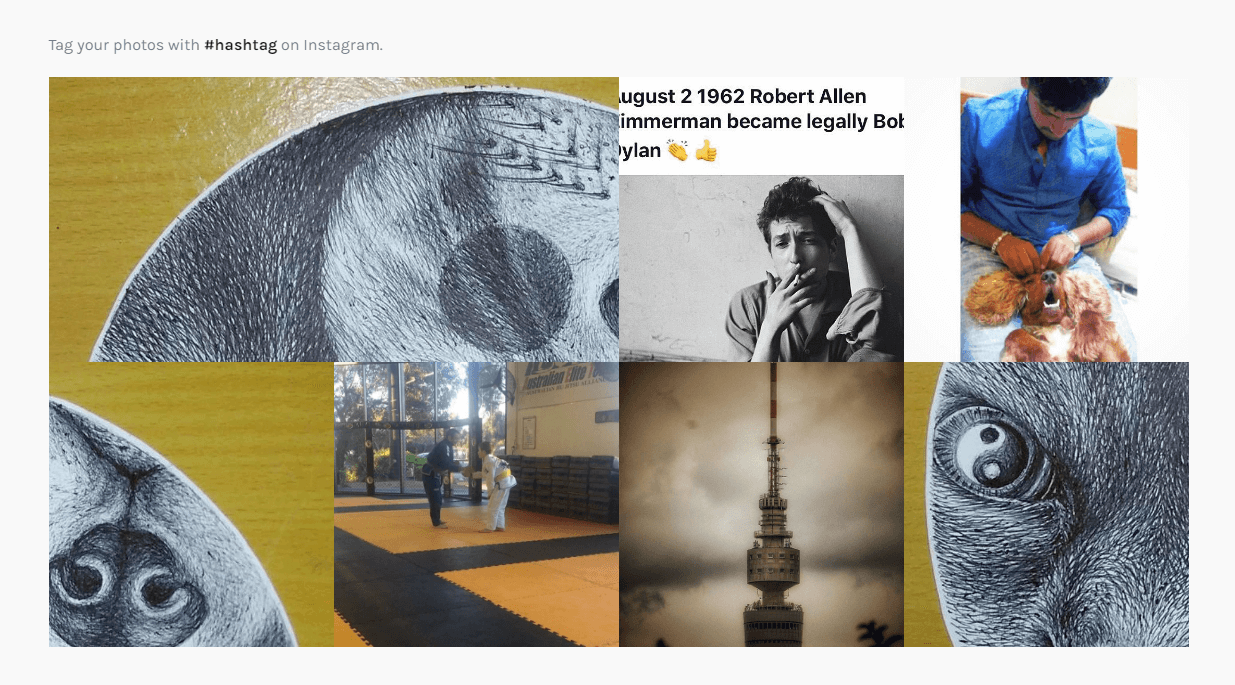 Tag your photos with #hashtag on Instagram.
ugust 2 1962 Robert Allen
immerman became legally Bob
ylan 👏 👍
Australian Elite Te